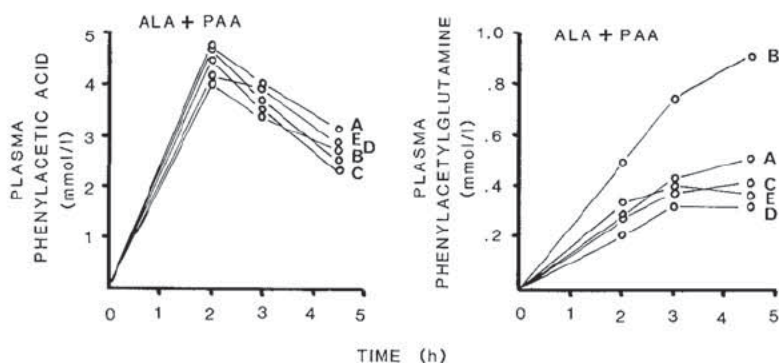 ALA + PAA
PLASMA
PHENYLACETIC ACID
(mmol/l)
5
4
3
2
1
0 1 2 3 4 5
A
E
D
B
C
ALA + PAA
PLASMA
PHENYLACETYLGLUTAMINE
(mmol/l)
1.0
.8
.6
.4
.2
0 1 2 3 4 5
B
A
C
E
D
TIME (h)